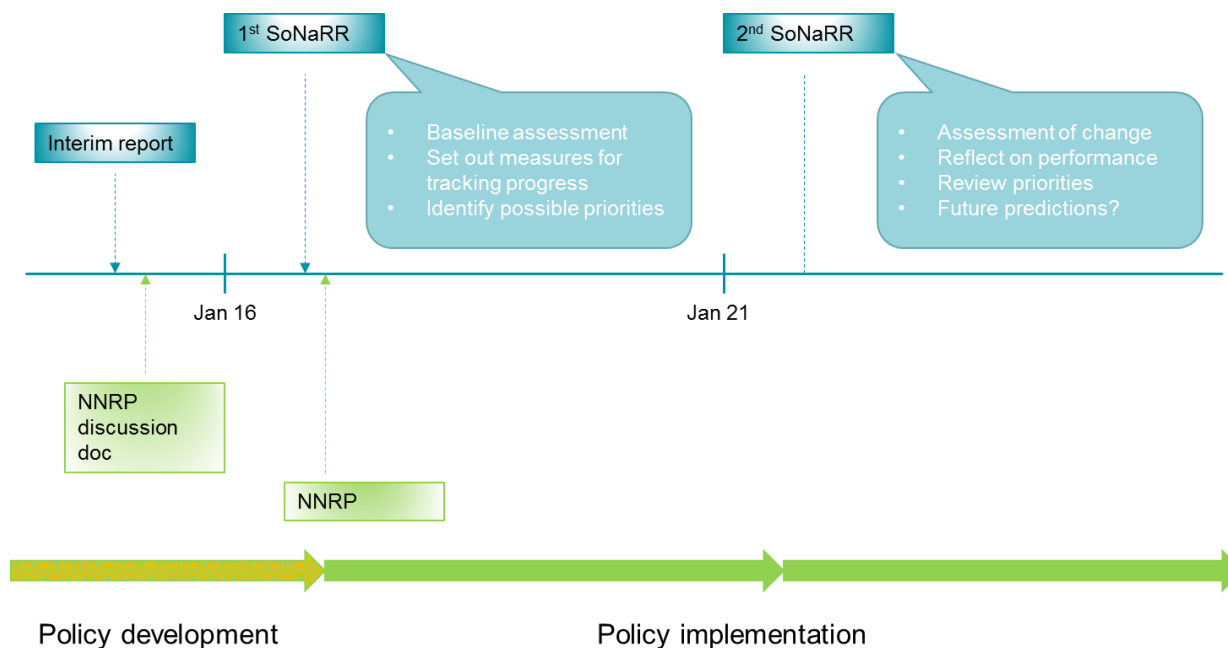 1st SoNaRR
2nd SoNaRR
Interim report
• Baseline assessment
• Set out measures for
tracking progress
• Identify possible priorities
• Assessment of change
• Reflect on performance
• Review priorities
• Future predictions?
Jan 16
Jan 21
NNRP
discussion
doc
NNRP
Policy development
Policy implementation